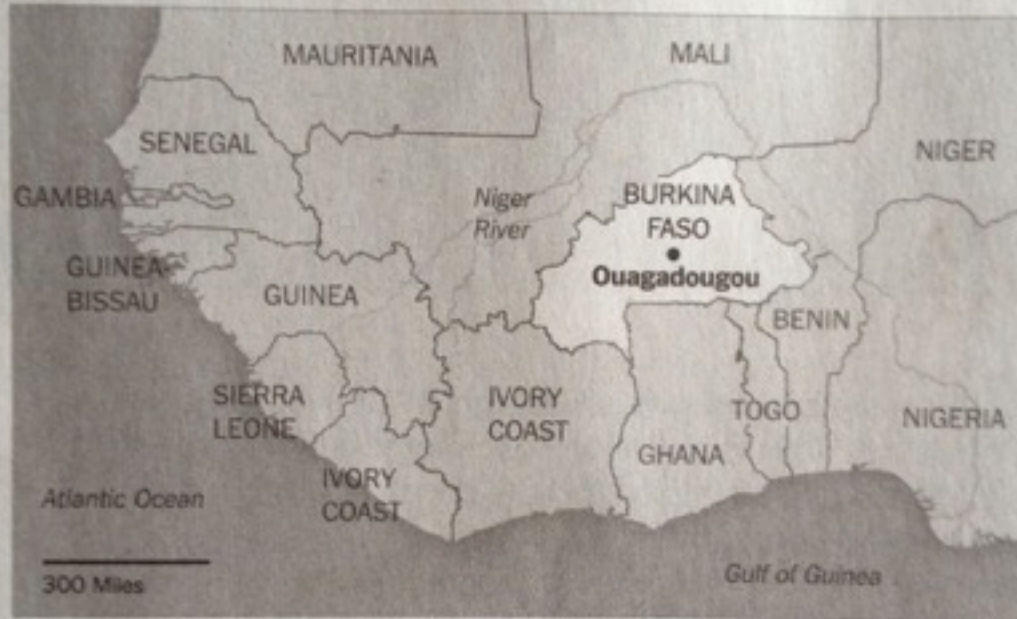 MAURITANIA
MALI
SENEGAL
NIGER
GAMBIA
Niger
River
BURKINA
FASO
Ouagadougou
GUINEA-
BISSAU
GUINEA
BENIN
SIERRA
LEONE
IVORY
COAST
TOGO
NIGERIA
GHANA
IVORY
COAST
Atlantic Ocean
300 Miles
Gulf of Guinea